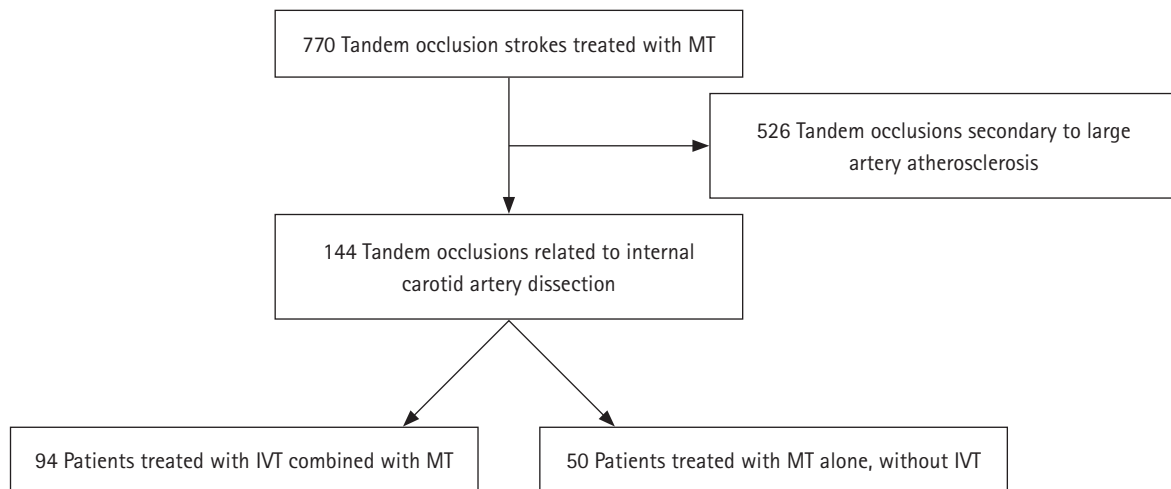 770 Tandem occlusion strokes treated with MT
526 Tandem occlusions secondary to large
artery atherosclerosis
144 Tandem occlusions related to internal
carotid artery dissection
94 Patients treated with IVT combined with MT
50 Patients treated with MT alone, without IVT